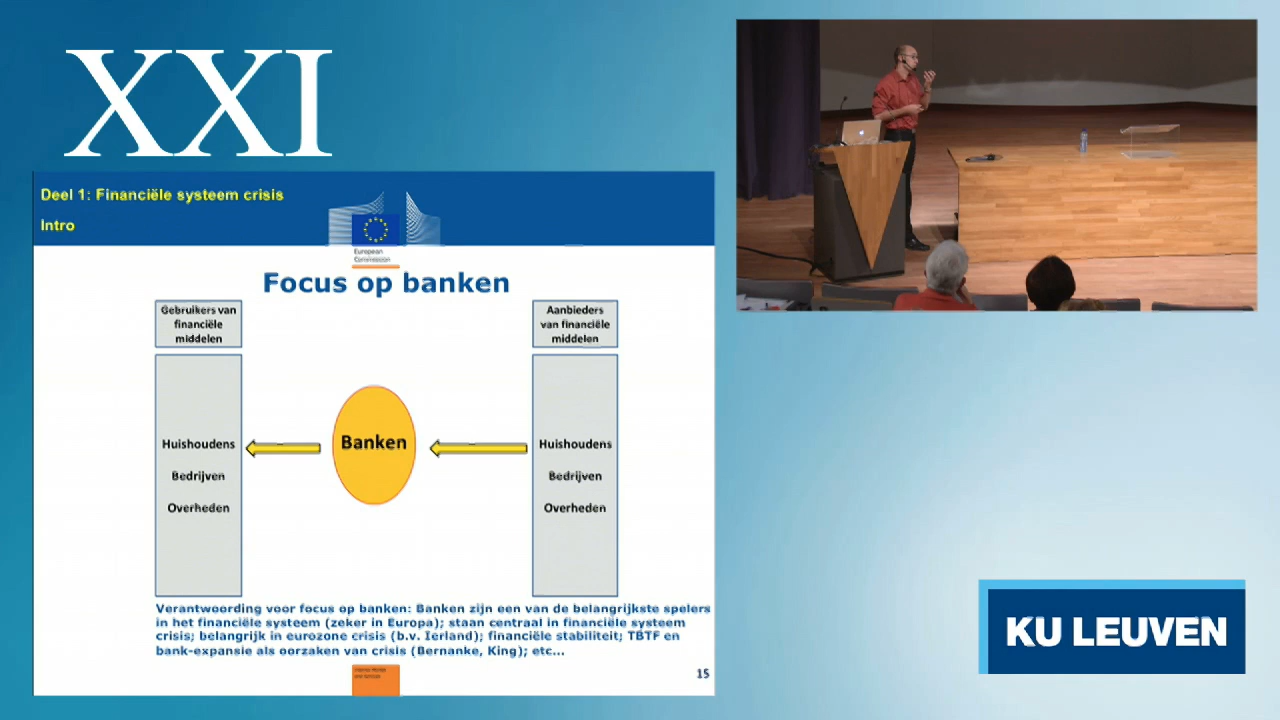 XXI
Deel 1: Financiële systeem crisis
Intro
European
Commission
Focus op banken
Gebruikers van
financiële
middelen
Aanbieders
van financiële
middelen
Huishoudens
Bedrijven
Overheden
Banken
Huishoudens
Bedrijven
Overheden
Verantwoording voor focus op banken: Banken zijn een van de belangrijkste spelers
in het financiële systeem (zeker in Europa); staan centraal in financiële systeem
crisis; belangrijk in eurozone crisis (b.v. Ierland); financiële stabiliteit; TBTF en
bank-expansie als oorzaken van crisis (Bernanke, King); etc...
15
KU LEUVEN